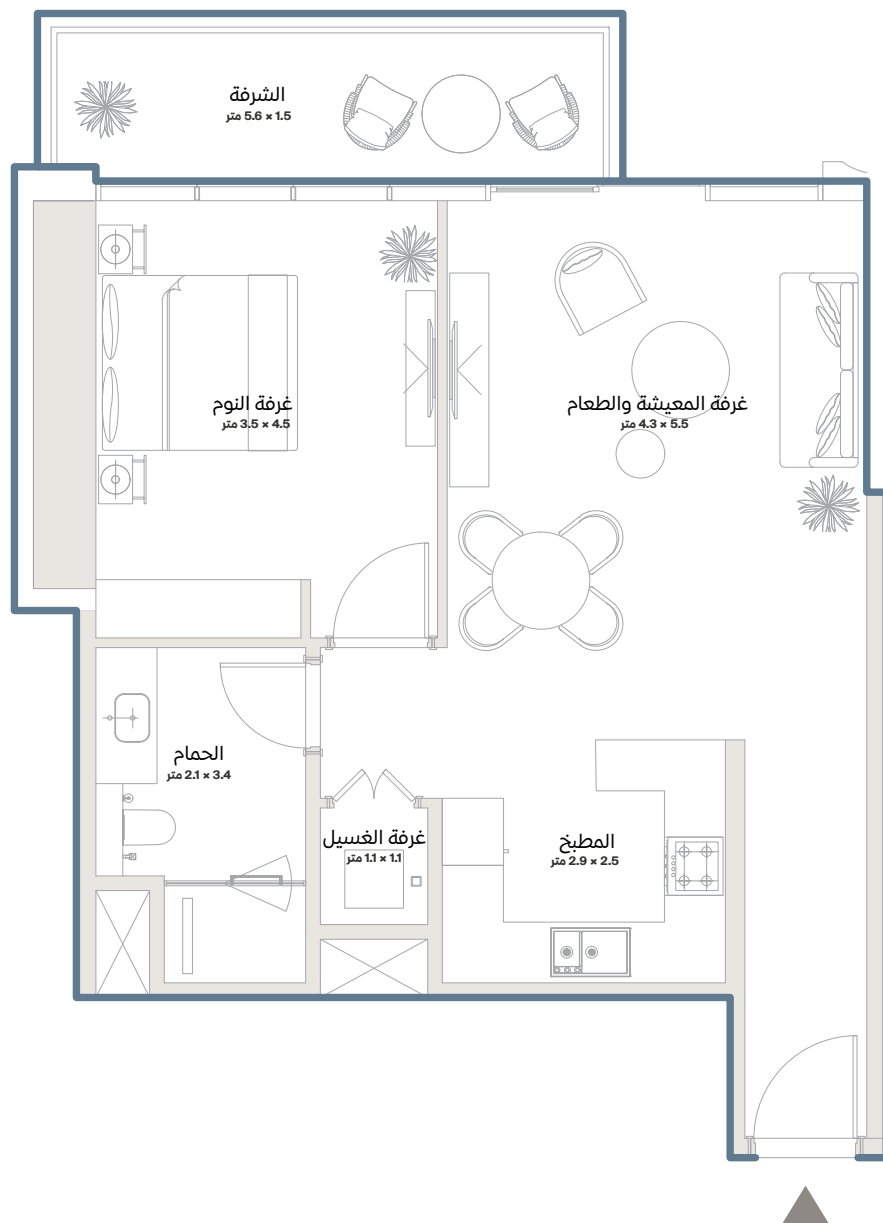 الشرفة
5.6 × 1.5 متر
غرفة النوم
3.5 × 4.5 متر
غرفة المعيشة والطعام
4.3 × 5.5 متر
الحمام
2.1 × 3.4 متر
غرفة الغسيل
1.1 × 1.1 متر
المطبخ
2.9 × 2.5 متر